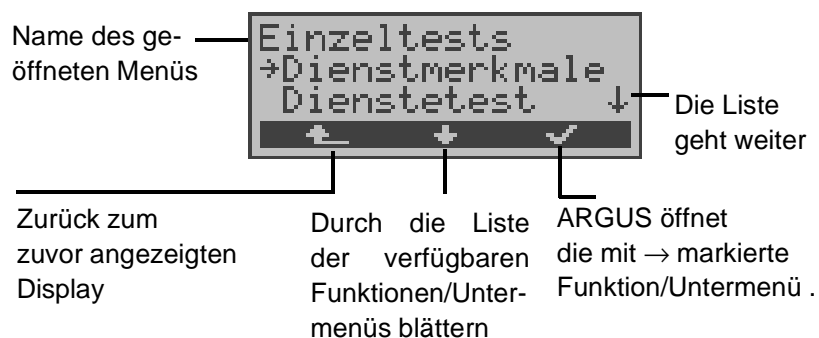 Name des ge-
öffneten Menüs
Einzeltests
→Dienstmerkmale
Dienstetest ↓
Die Liste
geht weiter
Zurück zum
zuvor angezeigten
Display
Durch die Liste
der verfügbaren
Funktionen/Unter-
menüs blättern
ARGUS öffnet
die mit → markierte
Funktion/Untermenü .